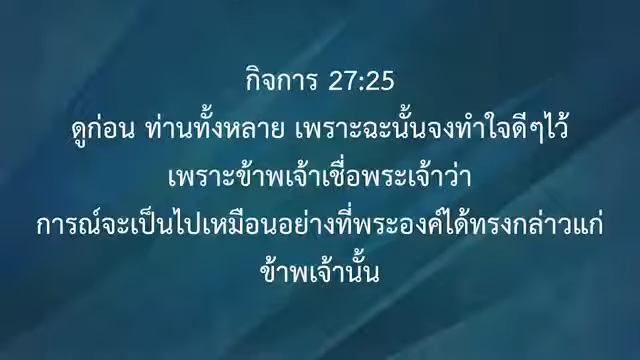 กิจการ 27:25
ดูก่อน ท่านทั้งหลาย เพราะฉะนั้นจงทำใจดีๆไว้
เพราะข้าพเจ้าเชื่อพระเจ้าว่า
การณ์จะเป็นไปเหมือนอย่างที่พระองค์ได้ทรงกล่าวแก่
ข้าพเจ้านั้น